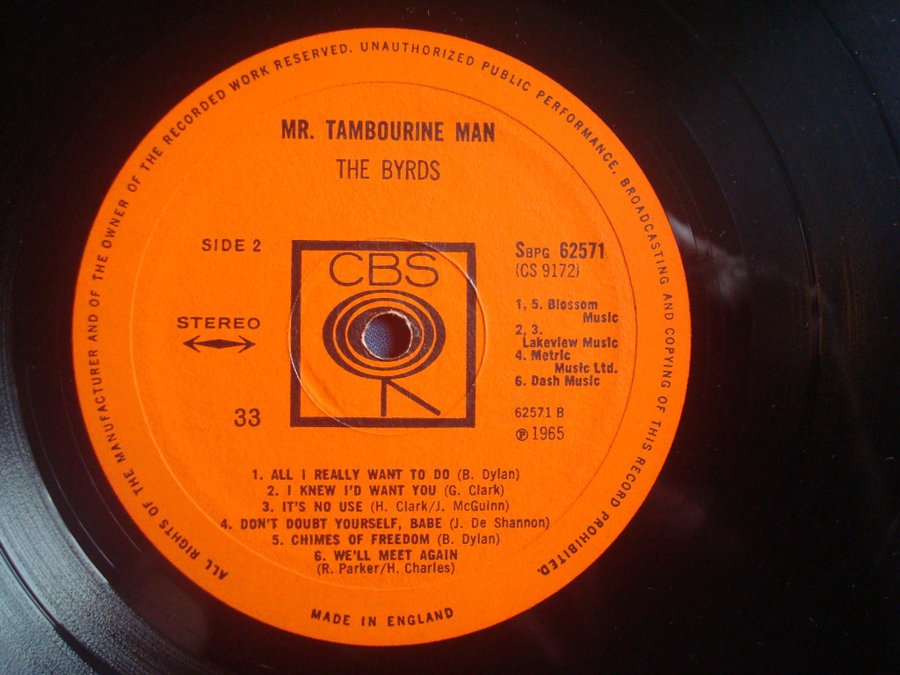 ALL RIGHTS OF THE MANUFACTURER AND OF THE OWNER OF THE RECORDED WORK RESERVED. UNAUTHORIZED PUBLIC PERFORMANCE, BROADCASTING AND COPYING OF THIS RECORD PROHIBITED.
MR. TAMBOURINE MAN
THE BYRDS
SIDE 2
CBS
SBPG 62571
(CS 9172)
STEREO
1, 5. Blossom
Music
2, 3.
Lakeview Music
4. Metric
Music Ltd.
6. Dash Music
33
62571 B
℗ 1965
1. ALL I REALLY WANT TO DO (B. Dylan)
2. I KNEW I'D WANT YOU (G. Clark)
3. IT'S NO USE (H. Clark/J. McGuinn)
4. DON'T DOUBT YOURSELF, BABE (J. De Shannon)
5. CHIMES OF FREEDOM (B. Dylan)
6. WE'LL MEET AGAIN
(R. Parker/H. Charles)
MADE IN ENGLAND